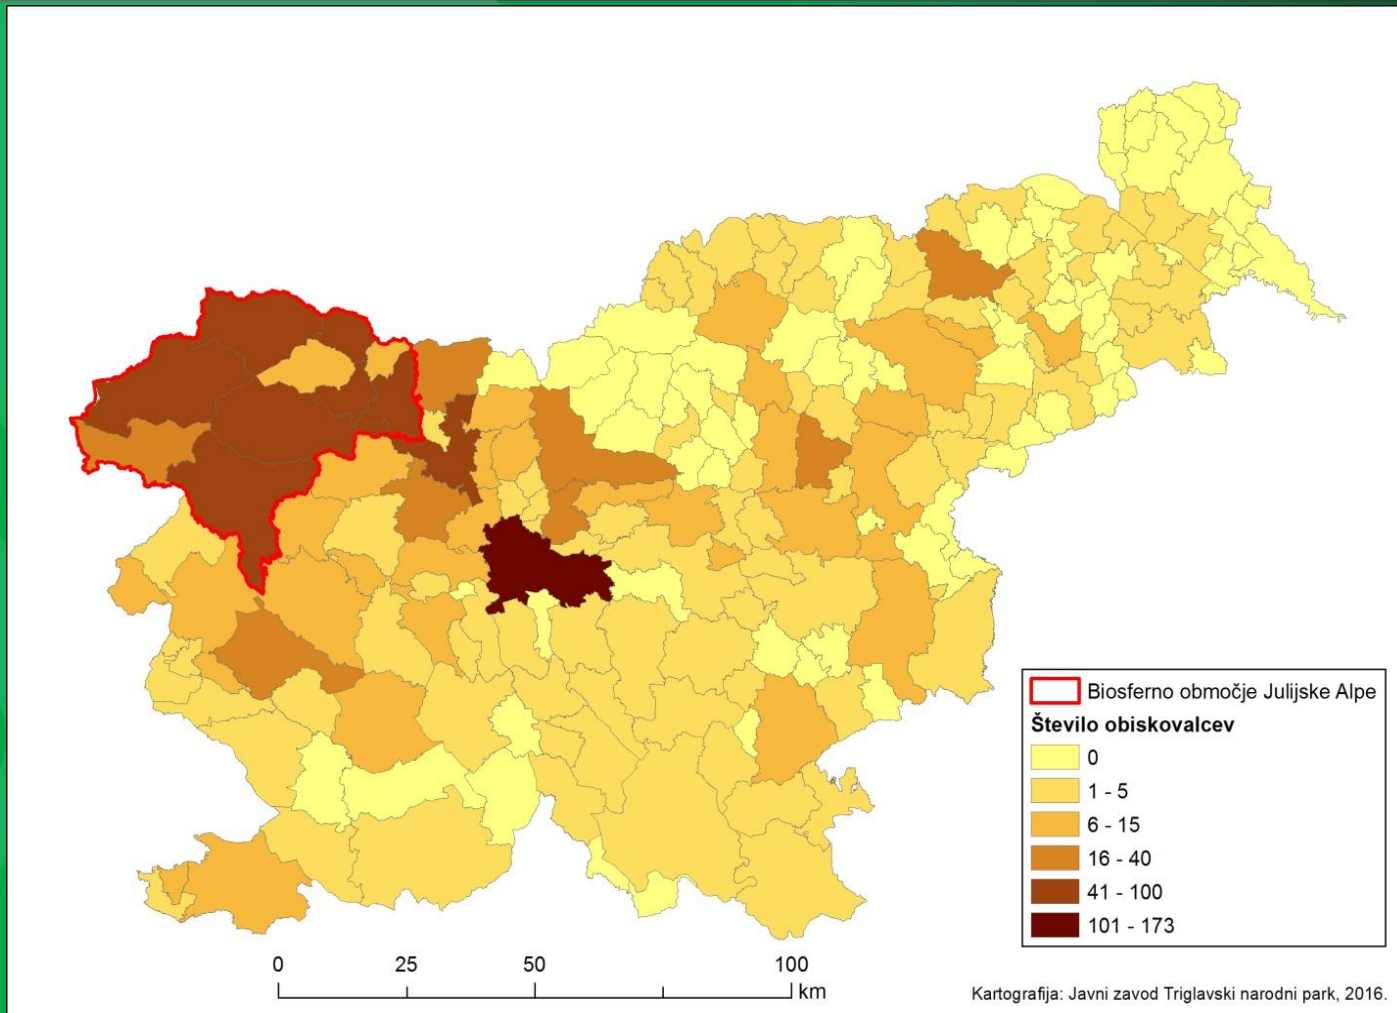 Biosferno območje Julijske Alpe
Število obiskovalcev
0
1 - 5
6 - 15
16 - 40
41 - 100
101 - 173
0 25 50 100
km
Kartografija: Javni zavod Triglavski narodni park, 2016.